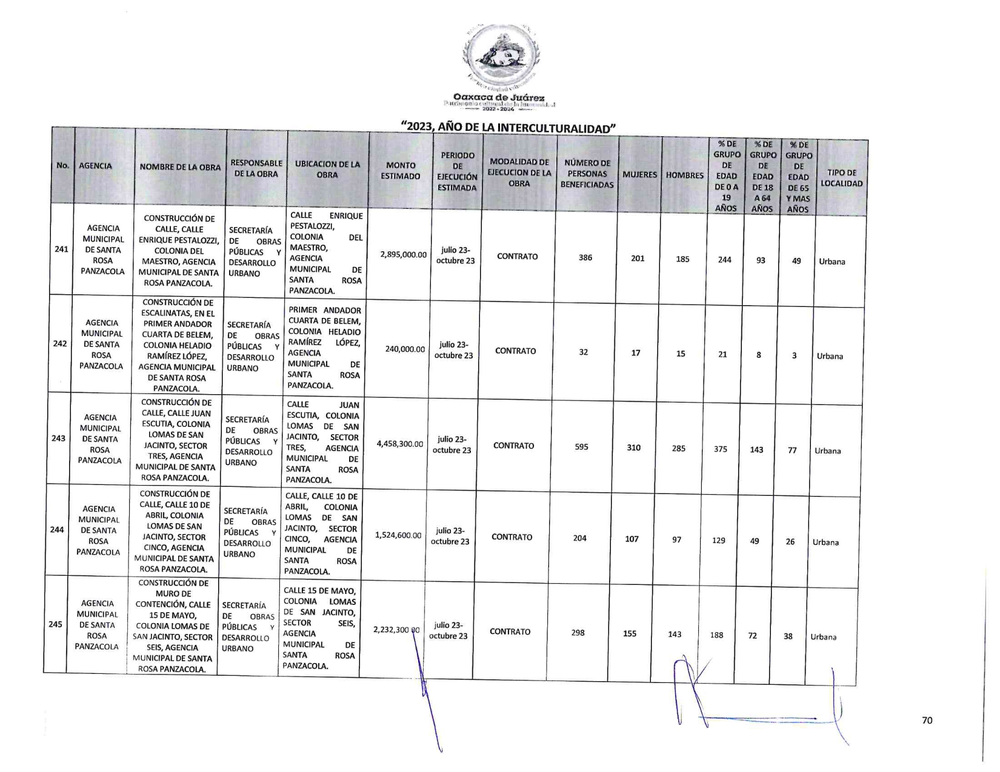 Oaxaca de Juárez
Patrimonio cultural de la humanidad
2022 - 2024
“2023, AÑO DE LA INTERCULTURALIDAD”
No.
AGENCIA
NOMBRE DE LA OBRA
RESPONSABLE
DE LA OBRA
UBICACION DE LA
OBRA
MONTO
ESTIMADO
PERIODO
DE
EJECUCIÓN
ESTIMADA
MODALIDAD DE
EJECUCION DE LA
OBRA
NÚMERO DE
PERSONAS
BENEFICIADAS
MUJERES
HOMBRES
% DE
GRUPO
DE
EDAD
DE 0 A
19
AÑOS
% DE
GRUPO
DE
EDAD
DE 18
A 64
AÑOS
% DE
GRUPO
DE
EDAD
DE 65
Y MAS
AÑOS
TIPO DE
LOCALIDAD
241
AGENCIA
MUNICIPAL
DE SANTA
ROSA
PANZACOLA
CONSTRUCCIÓN DE
CALLE, CALLE
ENRIQUE PESTALOZZI,
COLONIA DEL
MAESTRO, AGENCIA
MUNICIPAL DE SANTA
ROSA PANZACOLA.
SECRETARÍA
DE OBRAS
PÚBLICAS Y
DESARROLLO
URBANO
CALLE ENRIQUE
PESTALOZZI,
COLONIA DEL
MAESTRO,
AGENCIA
MUNICIPAL DE
SANTA ROSA
PANZACOLA.
2,895,000.00
julio 23-
octubre 23
CONTRATO
386
201
185
244
93
49
Urbana
242
AGENCIA
MUNICIPAL
DE SANTA
ROSA
PANZACOLA
CONSTRUCCIÓN DE
ESCALINATAS, EN EL
PRIMER ANDADOR
CUARTA DE BELEM,
COLONIA HELADIO
RAMÍREZ LÓPEZ,
AGENCIA MUNICIPAL
DE SANTA ROSA
PANZACOLA.
SECRETARÍA
DE OBRAS
PÚBLICAS Y
DESARROLLO
URBANO
PRIMER ANDADOR
CUARTA DE BELEM,
COLONIA HELADIO
RAMÍREZ LÓPEZ,
AGENCIA
MUNICIPAL DE
SANTA ROSA
PANZACOLA.
240,000.00
julio 23-
octubre 23
CONTRATO
32
17
15
21
8
3
Urbana
243
AGENCIA
MUNICIPAL
DE SANTA
ROSA
PANZACOLA
CONSTRUCCIÓN DE
CALLE, CALLE JUAN
ESCUTIA, COLONIA
LOMAS DE SAN
JACINTO, SECTOR
TRES, AGENCIA
MUNICIPAL DE SANTA
ROSA PANZACOLA.
SECRETARÍA
DE OBRAS
PÚBLICAS Y
DESARROLLO
URBANO
CALLE JUAN
ESCUTIA, COLONIA
LOMAS DE SAN
JACINTO, SECTOR
TRES, AGENCIA
MUNICIPAL DE
SANTA ROSA
PANZACOLA.
4,458,300.00
julio 23-
octubre 23
CONTRATO
595
310
285
375
143
77
Urbana
244
AGENCIA
MUNICIPAL
DE SANTA
ROSA
PANZACOLA
CONSTRUCCIÓN DE
CALLE, CALLE 10 DE
ABRIL, COLONIA
LOMAS DE SAN
JACINTO, SECTOR
CINCO, AGENCIA
MUNICIPAL DE SANTA
ROSA PANZACOLA.
SECRETARÍA
DE OBRAS
PÚBLICAS Y
DESARROLLO
URBANO
CALLE, CALLE 10 DE
ABRIL, COLONIA
LOMAS DE SAN
JACINTO, SECTOR
CINCO, AGENCIA
MUNICIPAL DE
SANTA ROSA
PANZACOLA.
1,524,600.00
julio 23-
octubre 23
CONTRATO
204
107
97
129
49
26
Urbana
245
AGENCIA
MUNICIPAL
DE SANTA
ROSA
PANZACOLA
CONSTRUCCIÓN DE
MURO DE
CONTENCIÓN, CALLE
15 DE MAYO,
COLONIA LOMAS DE
SAN JACINTO, SECTOR
SEIS, AGENCIA
MUNICIPAL DE SANTA
ROSA PANZACOLA.
SECRETARÍA
DE OBRAS
PÚBLICAS Y
DESARROLLO
URBANO
CALLE 15 DE MAYO,
COLONIA LOMAS
DE SAN JACINTO,
SECTOR SEIS,
AGENCIA
MUNICIPAL DE
SANTA ROSA
PANZACOLA.
2,232,300.00
julio 23-
octubre 23
CONTRATO
298
155
143
188
72
38
Urbana
70